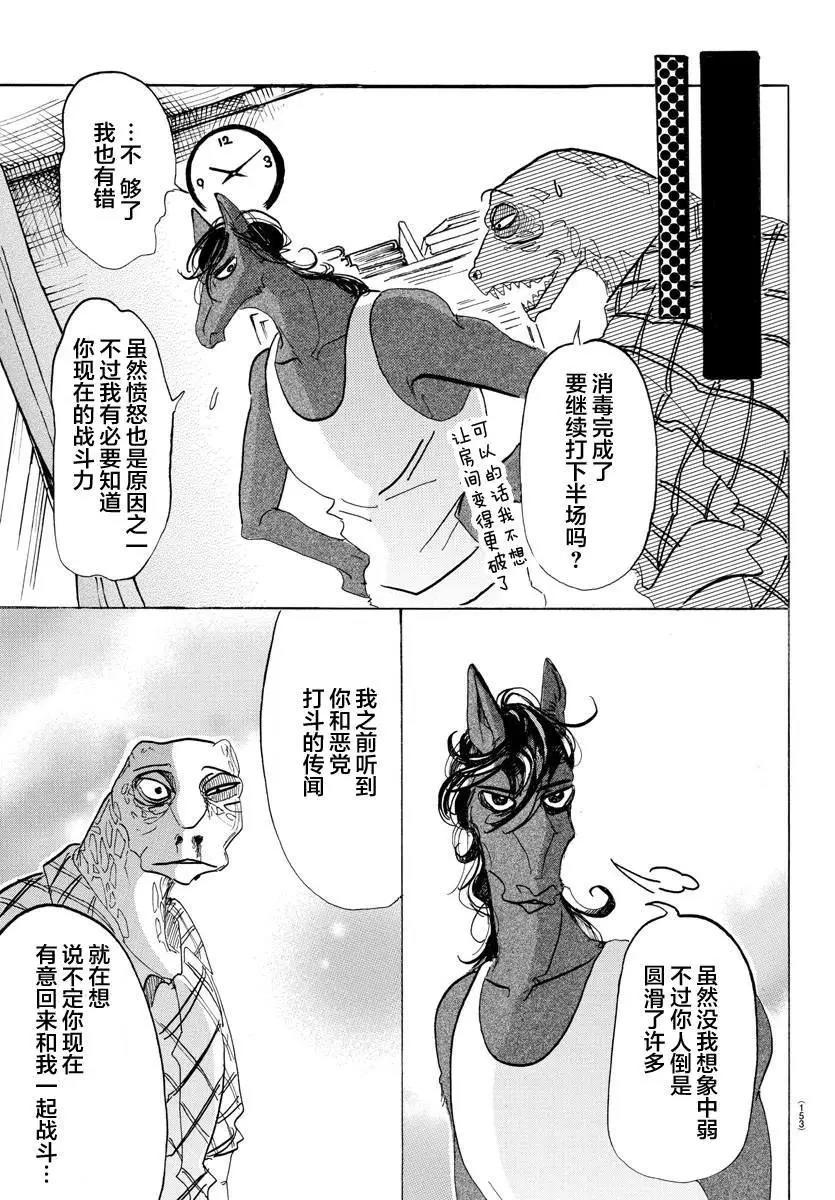 消毒完成了
要继续打下半场吗？
可以的话我不想
让房间变得更破了
…不 够了
我也有错
虽然愤怒也是原因之一
不过我有必要知道
你现在的战斗力
12
3
9
虽然没我想象中弱
不过你人倒是
圆滑了许多
我之前听到
你和恶党
打斗的传闻
就在想
说不定你现在
有意回来和我一起战斗…
(153)